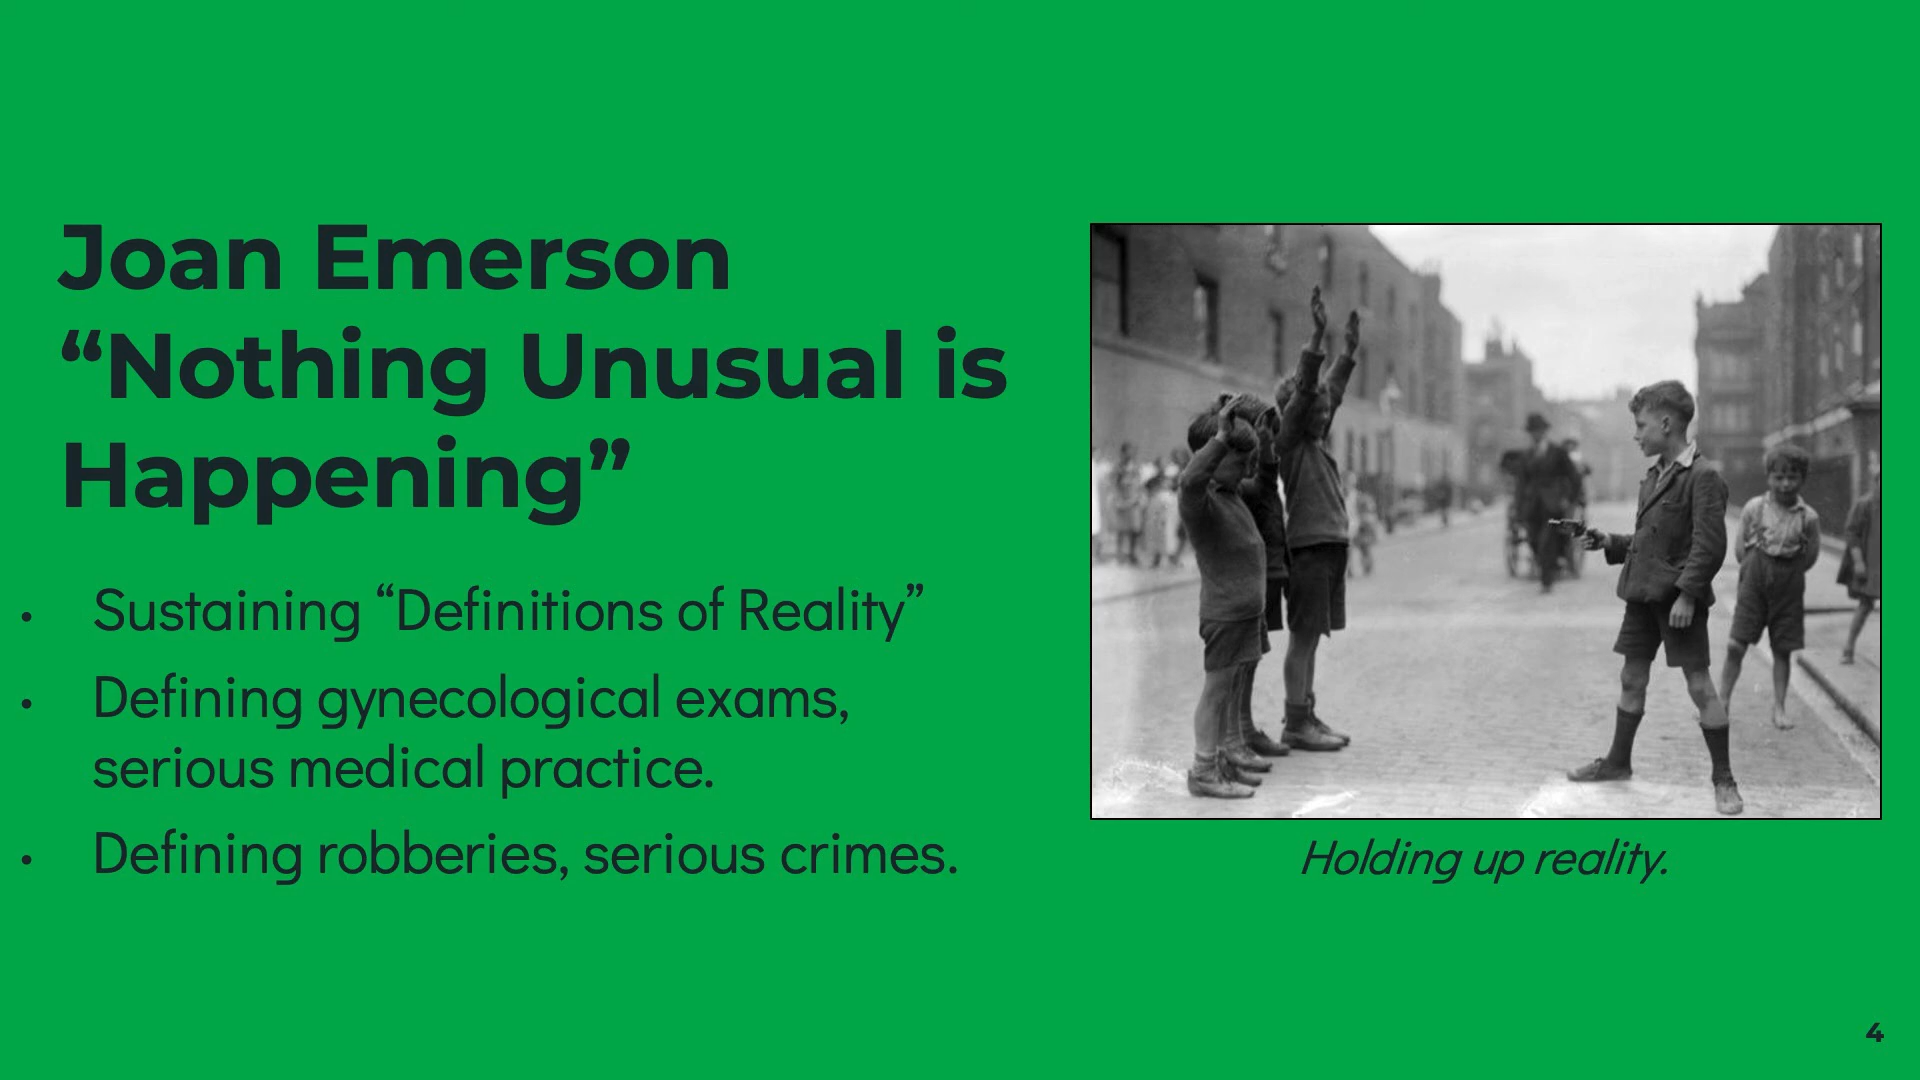 Joan Emerson
“Nothing Unusual is
Happening”
• Sustaining “Definitions of Reality”
• Defining gynecological exams,
serious medical practice.
• Defining robberies, serious crimes.
Holding up reality.
4